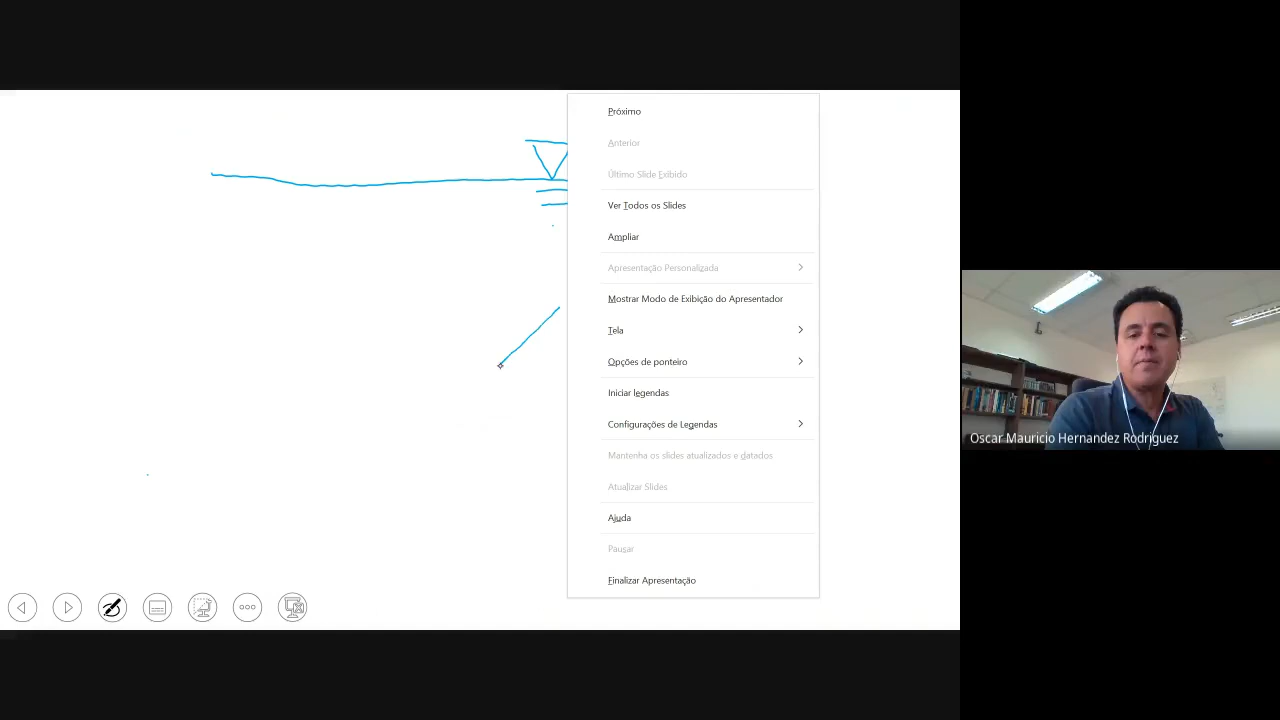 Próximo
Anterior
Último Slide Exibido
Ver Todos os Slides
Ampliar
Apresentação Personalizada
Mostrar Modo de Exibição do Apresentador
Tela
Opções de ponteiro
Iniciar legendas
Configurações de Legendas
Mantenha os slides atualizados e datados
Atualizar Slides
Ajuda
Pausar
Finalizar Apresentação
Oscar Mauricio Hernandez Rodriguez